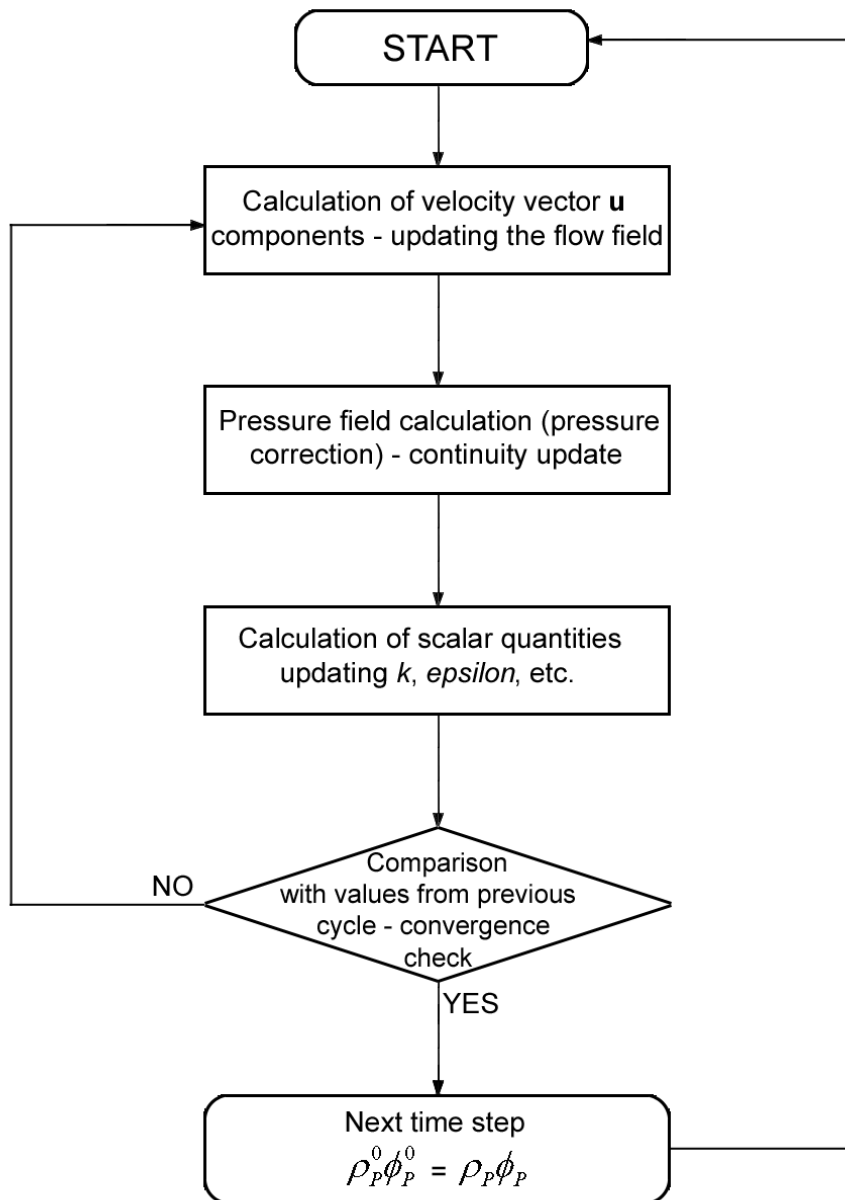 START
Calculation of velocity vector u
components - updating the flow field
Pressure field calculation (pressure
correction) - continuity update
Calculation of scalar quantities
updating k, epsilon, etc.
Comparison
with values from previous
cycle - convergence
check
NO
YES
Next time step
ρ_P^0 ϕ_P^0 = ρ_P ϕ_P